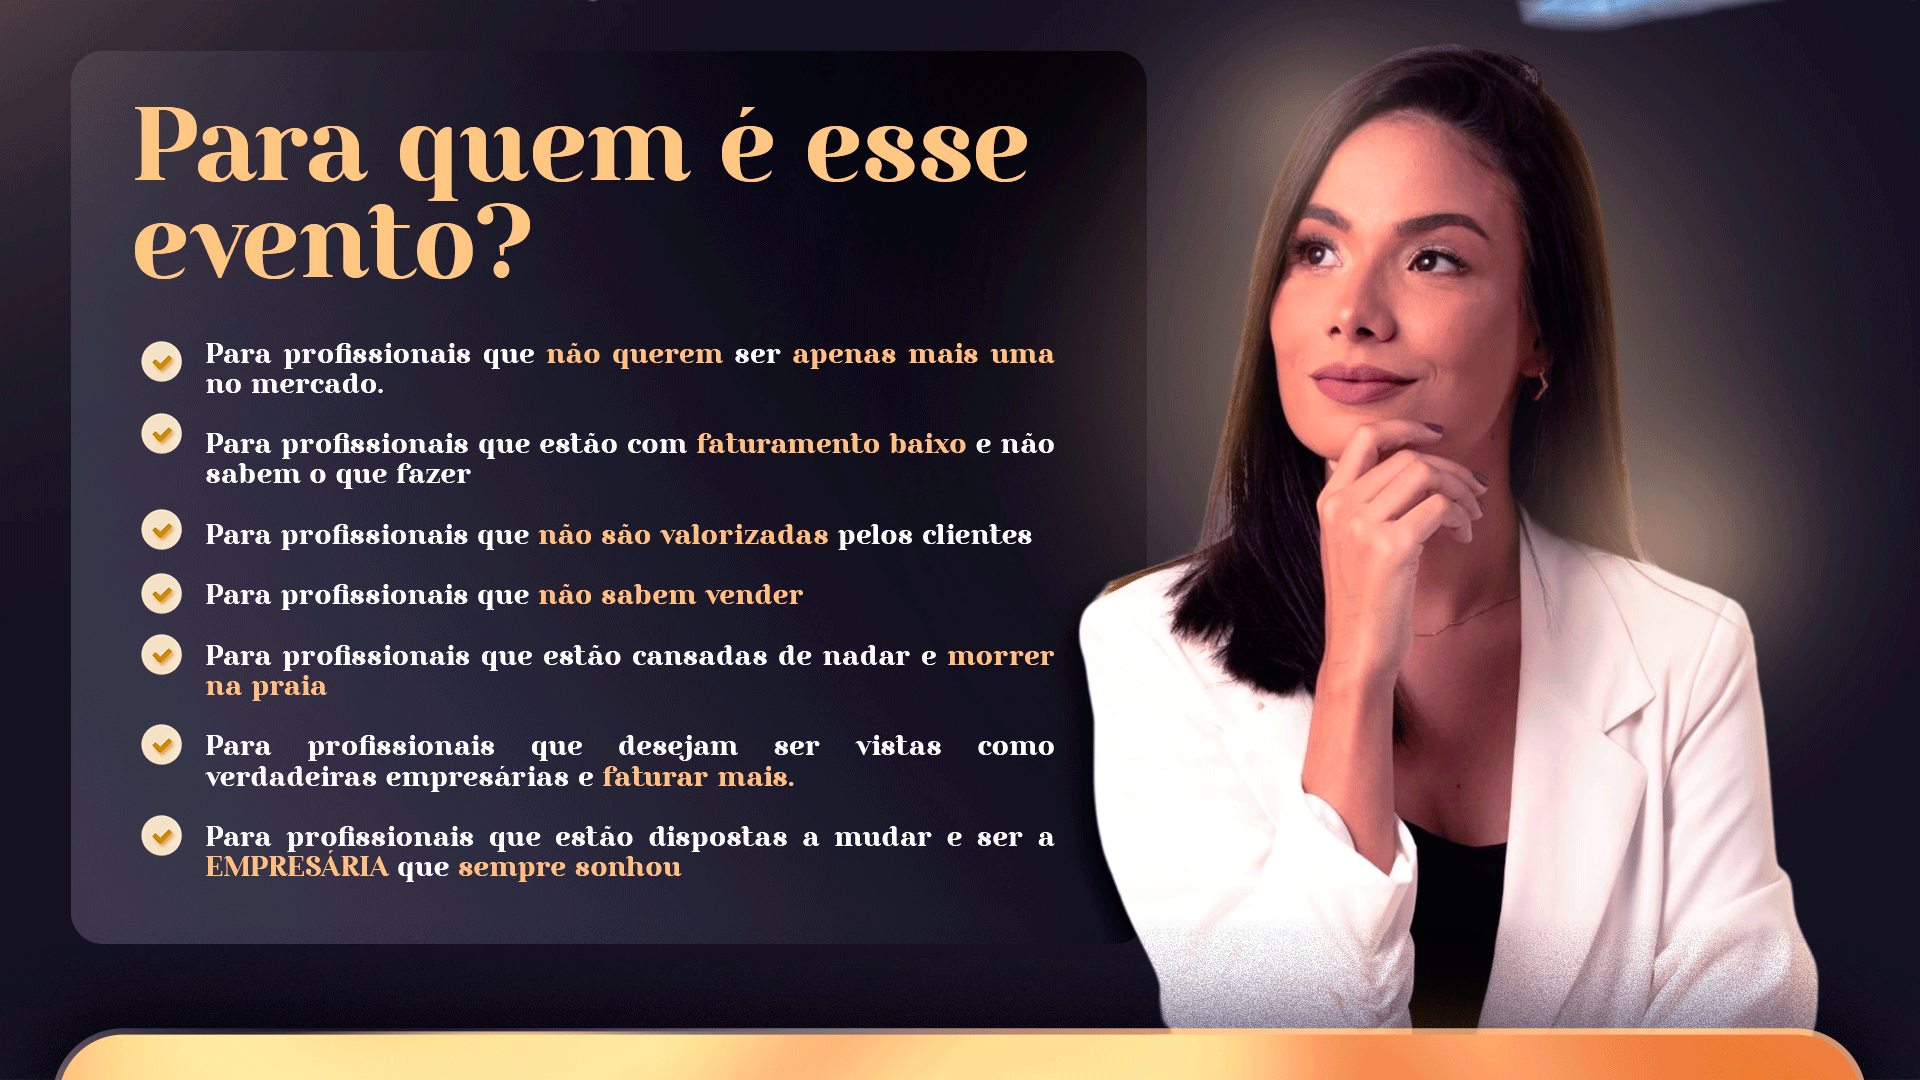 Para quem é esse
evento?
Para profissionais que não querem ser apenas mais uma
no mercado.
Para profissionais que estão com faturamento baixo e não
sabem o que fazer
Para profissionais que não são valorizadas pelos clientes
Para profissionais que não sabem vender
Para profissionais que estão cansadas de nadar e morrer
na praia
Para profissionais que desejam ser vistas como
verdadeiras empresárias e faturar mais.
Para profissionais que estão dispostas a mudar e ser a
EMPRESÁRIA que sempre sonhou